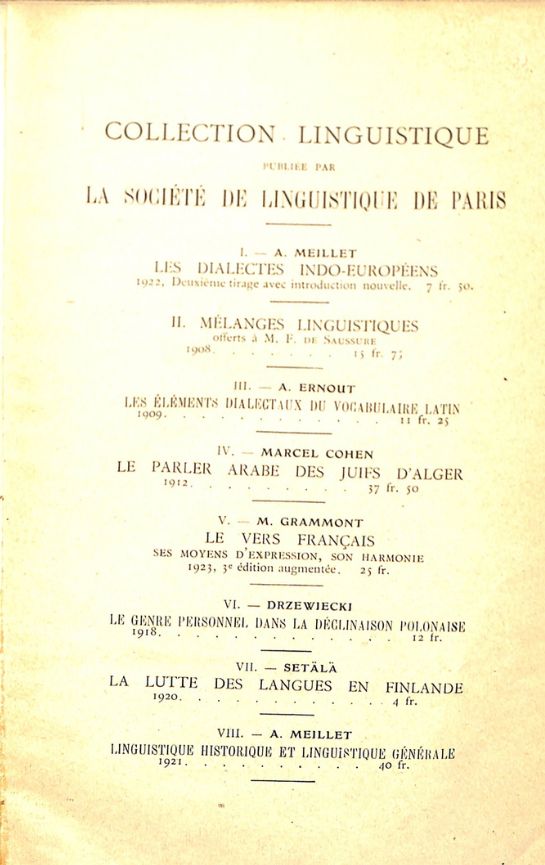 COLLECTION LINGUISTIQUE
PUBLIÉE PAR
LA SOCIÉTÉ DE LINGUISTIQUE DE PARIS
I. — A. MEILLET
LES DIALECTES INDO-EUROPÉENS
1922, Deuxième tirage avec introduction nouvelle. 7 fr. 50.
II. MÉLANGES LINGUISTIQUES
offerts à M. F. DE SAUSSURE
1908. . . . . . . 15 fr. 75
III. — A. ERNOUT
LES ÉLÉMENTS DIALECTAUX DU VOCABULAIRE LATIN
1909. . . . . . . . . . . . 11 fr. 25
IV. — MARCEL COHEN
LE PARLER ARABE DES JUIFS D'ALGER
1912. . . . . . . . . 37 fr. 50
V. — M. GRAMMONT
LE VERS FRANÇAIS
SES MOYENS D'EXPRESSION, SON HARMONIE
1923, 3e édition augmentée. 25 fr.
VI. — DRZEWIECKI
LE GENRE PERSONNEL DANS LA DÉCLINAISON POLONAISE
1918. . . . . . . . . . . . . 12 fr.
VII. — SETÄLÄ
LA LUTTE DES LANGUES EN FINLANDE
1920. . . . . . . . . . . . 4 fr.
VIII. — A. MEILLET
LINGUISTIQUE HISTORIQUE ET LINGUISTIQUE GÉNÉRALE
1921. . . . . . . . . . 40 fr.